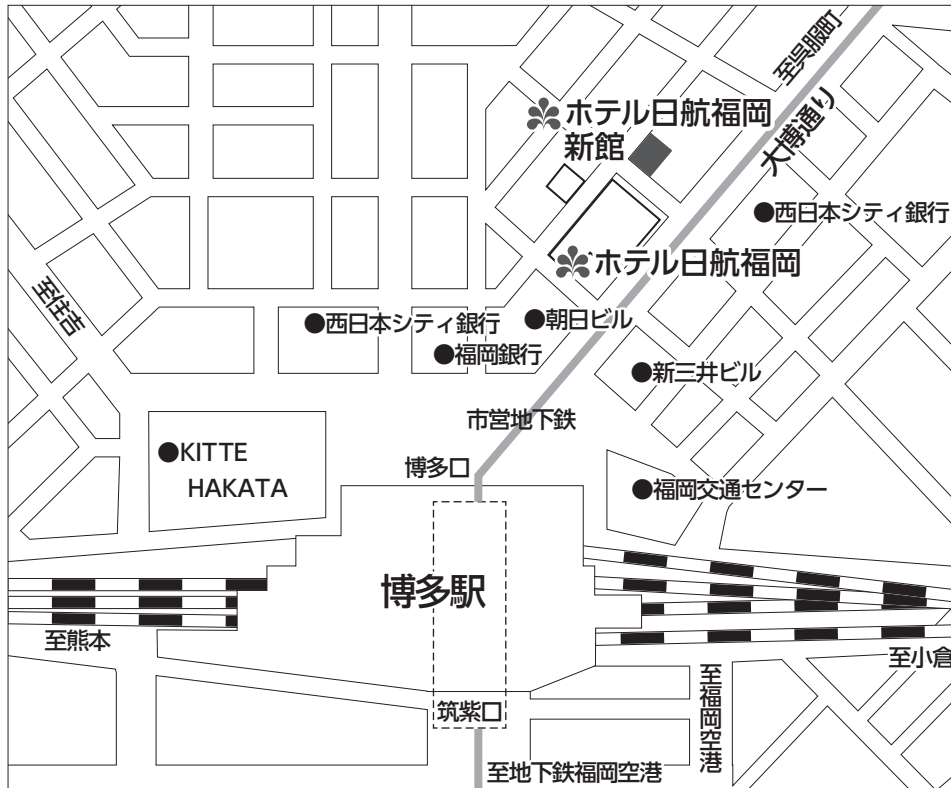 至呉服町
大博通り
ホテル日航福岡
新館
●西日本シティ銀行
ホテル日航福岡
至住吉
●西日本シティ銀行
●朝日ビル
●福岡銀行
●新三井ビル
市営地下鉄
●KITTE
HAKATA
博多口
●福岡交通センター
博多駅
至熊本
至小倉
至福岡空港
筑紫口
至地下鉄福岡空港